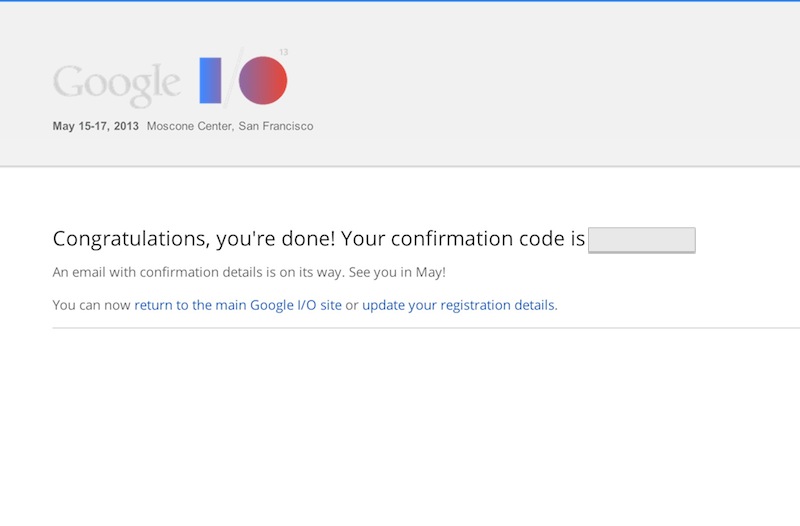 Google I/O 13
May 15-17, 2013 Moscone Center, San Francisco
Congratulations, you're done! Your confirmation code is
An email with confirmation details is on its way. See you in May!
You can now return to the main Google I/O site or update your registration details.